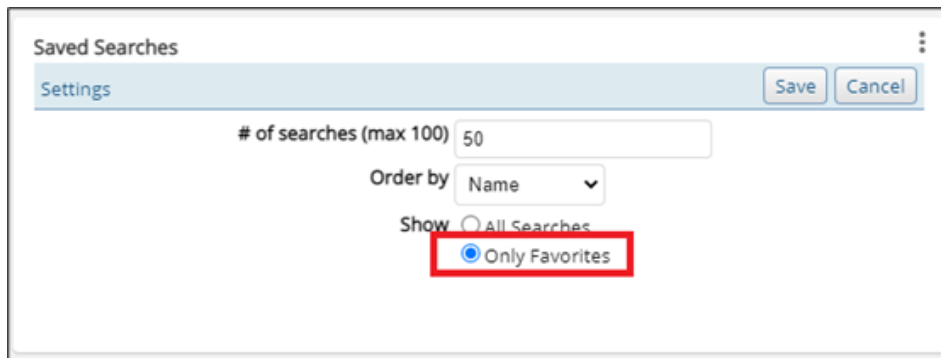 Saved Searches
Settings Save Cancel
# of searches (max 100) 50
Order by Name
Show All Searches
Only Favorites